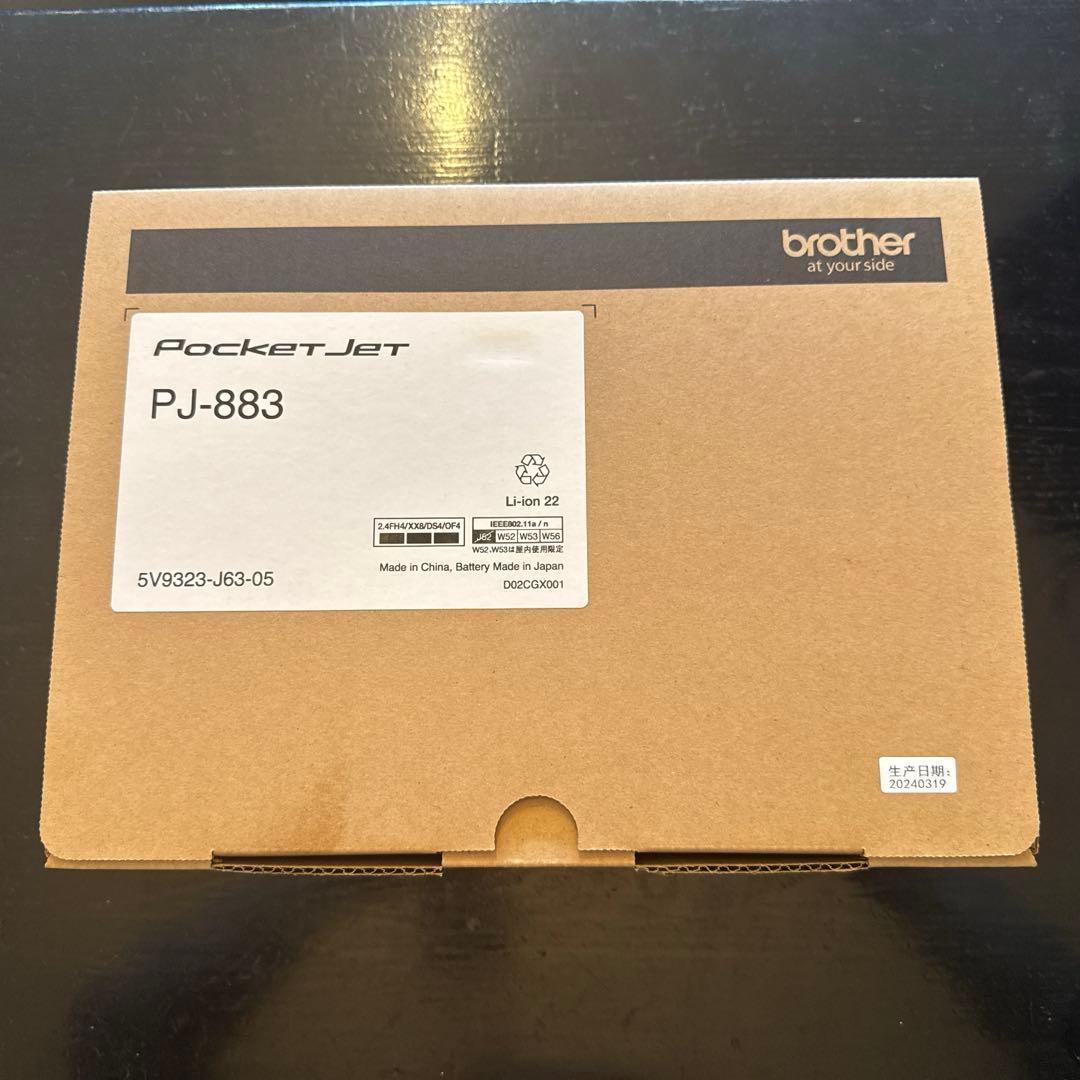 brother
at your side
PocketJet
PJ-883
Li-ion 22
2.4FH4/XX8/DS4/OF4
IEEE802.11a / n
J52 W52 W53 W56
W52、W53は屋内使用限定
Made in China, Battery Made in Japan
5V9323-J63-05
D02CGX001
生产日期：
20240319